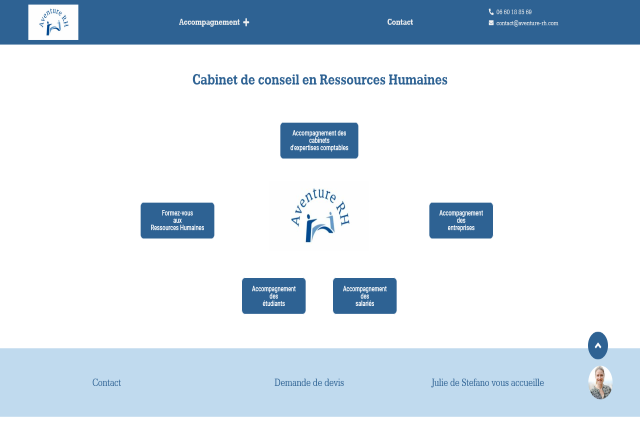 Aventure RH
Accompagnement +
Contact
06 60 10 05 69
contact@aventure-rh.com
Cabinet de conseil en Ressources Humaines
Accompagnement des
cabinets
d'expertises comptables
Formez-vous
aux
Ressources Humaines
Aventure RH
Accompagnement
des
entreprises
Accompagnement
des
étudiants
Accompagnement
des
salariés
Contact
Demande de devis
Julie de Stefano vous accueille